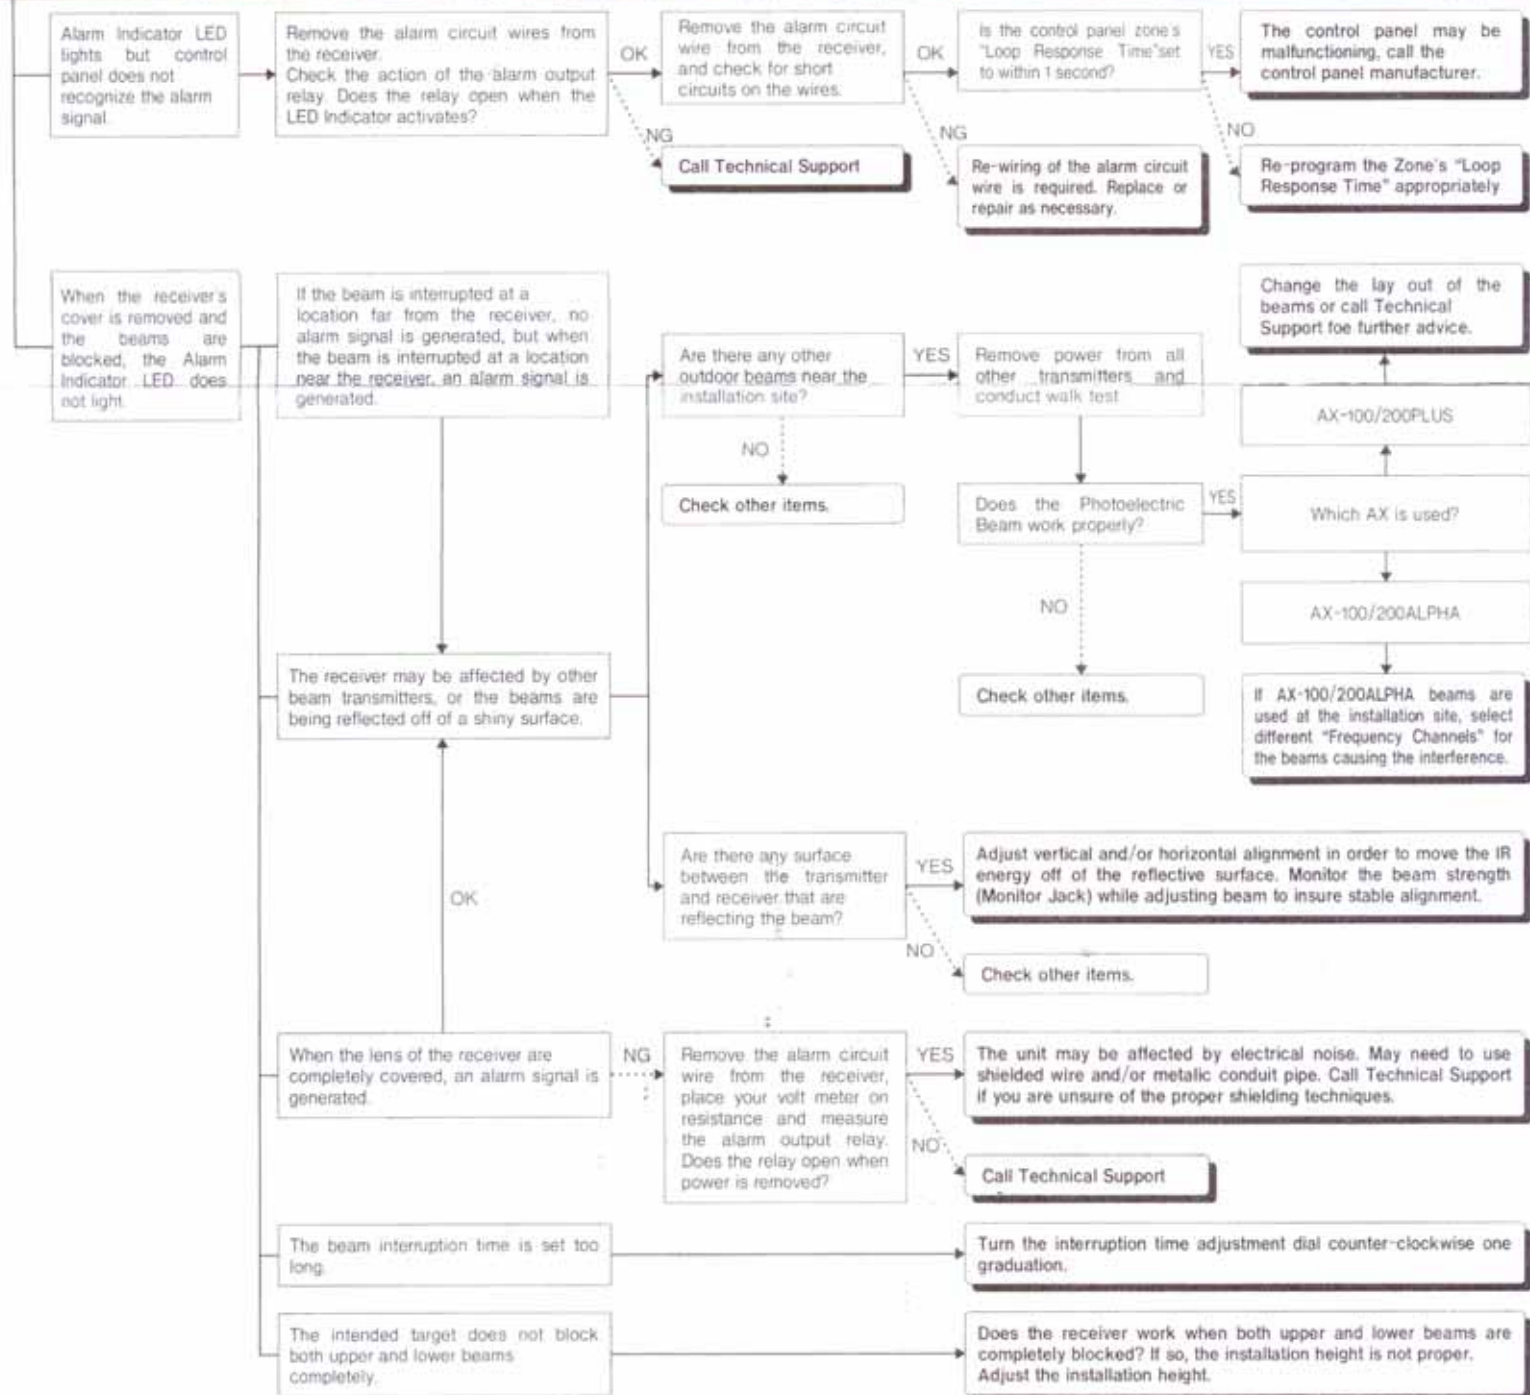 Alarm Indicator LED
lights but control
panel does not
recognize the alarm
signal.
Remove the alarm circuit wires from
the receiver.
Check the action of the alarm output
relay. Does the relay open when the
LED Indicator activates?
OK
NG
Call Technical Support
Remove the alarm circuit
wire from the receiver,
and check for short
circuits on the wires.
OK
NG
Re-wiring of the alarm circuit
wire is required. Replace or
repair as necessary.
Is the control panel zone's
"Loop Response Time"set
to within 1 second?
YES
The control panel may be
malfunctioning, call the
control panel manufacturer.
NO
Re-program the Zone's "Loop
Response Time" appropriately
When the receiver's
cover is removed and
the beams are
blocked, the Alarm
Indicator LED does
not light.
If the beam is interrupted at a
location far from the receiver, no
alarm signal is generated, but when
the beam is interrupted at a location
near the receiver, an alarm signal is
generated.
Are there any other
outdoor beams near the
installation site?
YES
NO
Check other items.
Remove power from all
other transmitters and
conduct walk test
Does the Photoelectric
Beam work properly?
YES
NO
Check other items.
Change the lay out of the
beams or call Technical
Support foe further advice.
AX-100/200PLUS
Which AX is used?
AX-100/200ALPHA
If AX-100/200ALPHA beams are
used at the installation site, select
different "Frequency Channels" for
the beams causing the interference.
The receiver may be affected by other
beam transmitters, or the beams are
being reflected off of a shiny surface.
OK
Are there any surface
between the transmitter
and receiver that are
reflecting the beam?
YES
Adjust vertical and/or horizontal alignment in order to move the IR
energy off of the reflective surface. Monitor the beam strength
(Monitor Jack) while adjusting beam to insure stable alignment.
NO
Check other items.
When the lens of the receiver are
completely covered, an alarm signal is
generated.
NG
Remove the alarm circuit
wire from the receiver,
place your volt meter on
resistance and measure
the alarm output relay.
Does the relay open when
power is removed?
YES
The unit may be affected by electrical noise. May need to use
shielded wire and/or metalic conduit pipe. Call Technical Support
if you are unsure of the proper shielding techniques.
NO
Call Technical Support
The beam interruption time is set too
long.
Turn the interruption time adjustment dial counter-clockwise one
graduation.
The intended target does not block
both upper and lower beams
completely.
Does the receiver work when both upper and lower beams are
completely blocked? If so, the installation height is not proper.
Adjust the installation height.